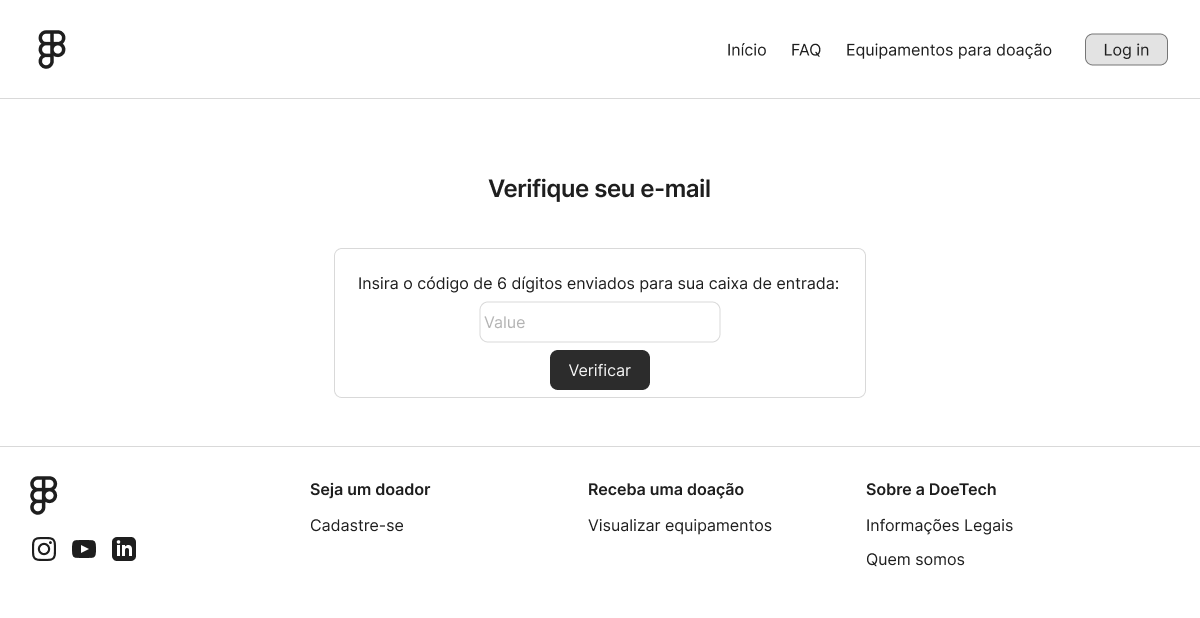 Início FAQ Equipamentos para doação Log in
Verifique seu e-mail
Insira o código de 6 dígitos enviados para sua caixa de entrada:
Value
Verificar
Seja um doador
Cadastre-se
Receba uma doação
Visualizar equipamentos
Sobre a DoeTech
Informações Legais
Quem somos